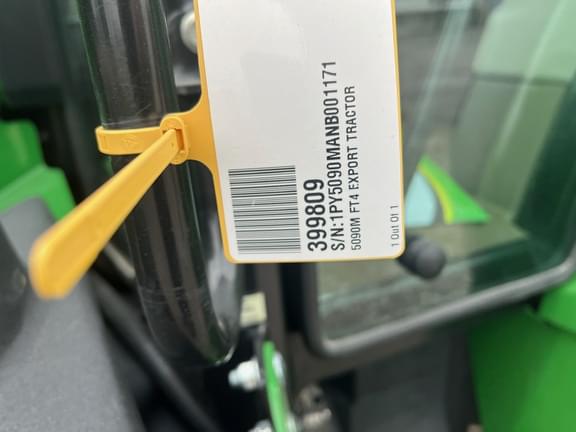 399809
S/N:1PY5090MANB001171
5090M FT4 EXPORT TRACTOR
1 Out Of 1